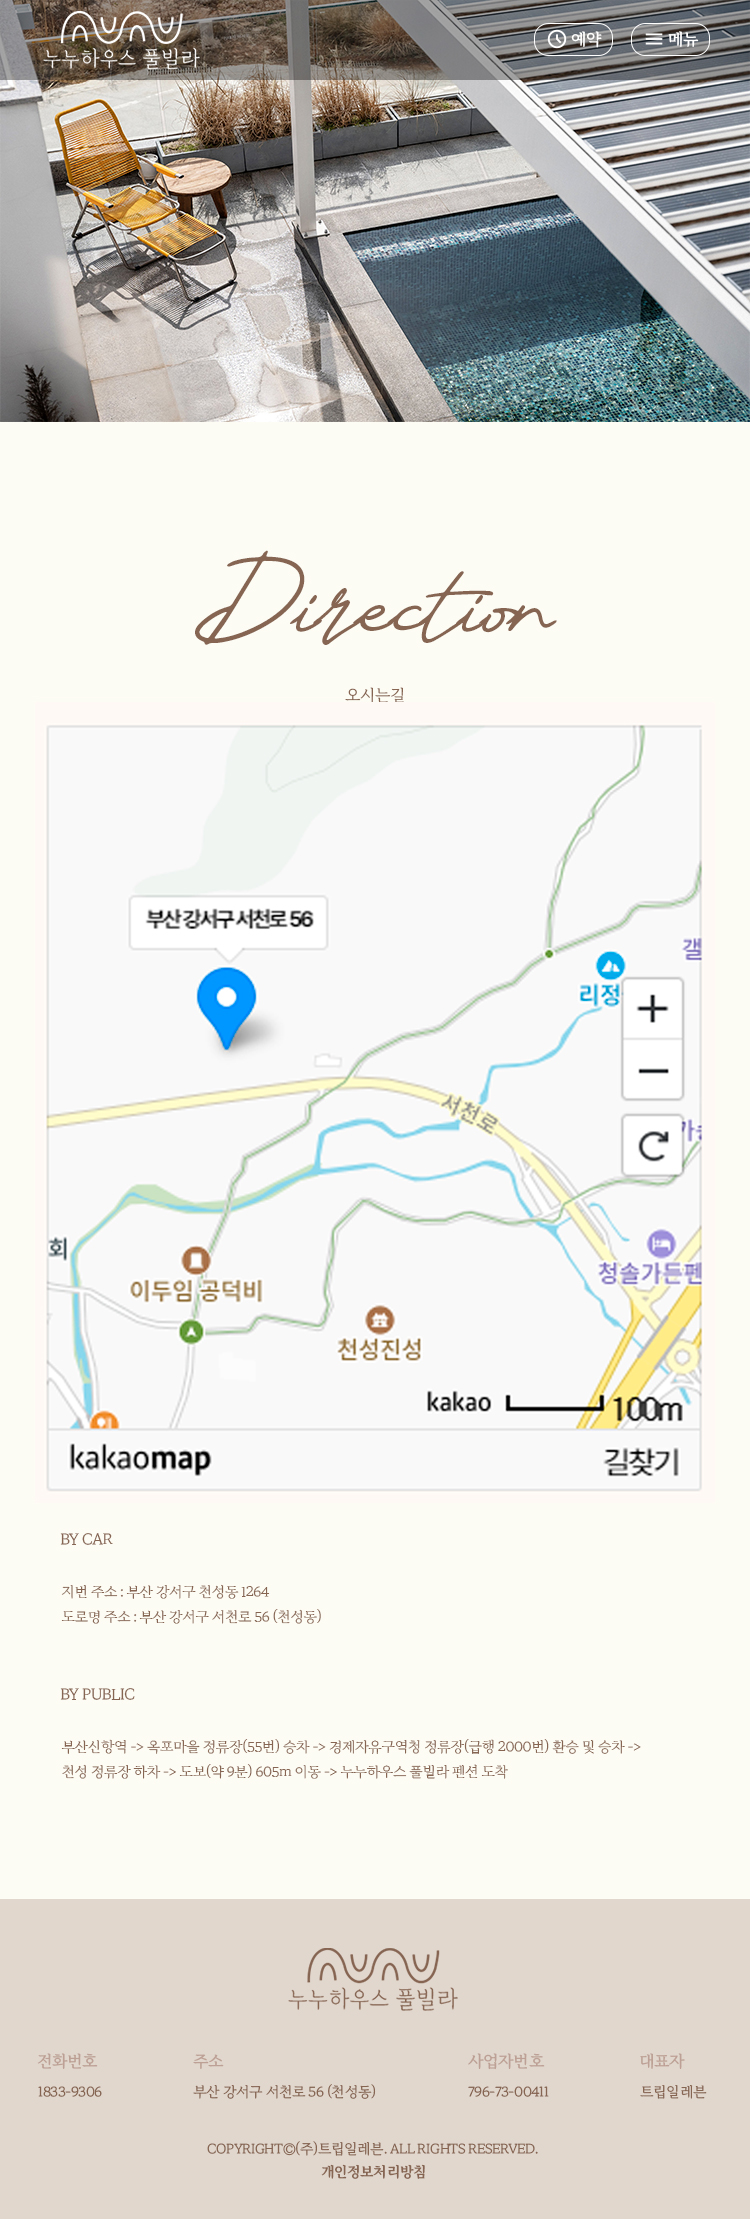 nunu
누누하우스 풀빌라
예약
메뉴
Direction
오시는길
부산 강서구 서천로 56
갤
리정
서천로
회
이두임 공덕비
청솔가든펜
천성진성
kakao
100m
kakaomap
길찾기
BY CAR
지번 주소 : 부산 강서구 천성동 1264
도로명 주소 : 부산 강서구 서천로 56 (천성동)
BY PUBLIC
부산신항역 -> 옥포마을 정류장(55번) 승차 -> 경제자유구역청 정류장(급행 2000번) 환승 및 승차 ->
천성 정류장 하차 -> 도보(약 9분) 605m 이동 -> 누누하우스 풀빌라 펜션 도착
nunu
누누하우스 풀빌라
전화번호 주소 사업자번호 대표자
1833-9306 부산 강서구 서천로 56 (천성동) 796-73-00411 트립일레븐
COPYRIGHT©(주)트립일레븐. ALL RIGHTS RESERVED.
개인정보처리방침